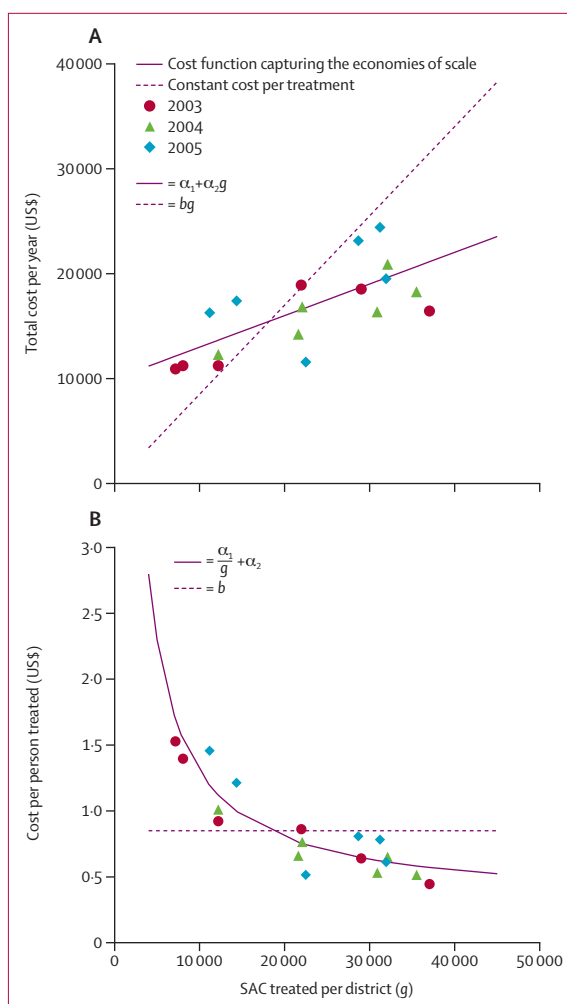 A
Cost function capturing the economies of scale
Constant cost per treatment
2003
2004
2005
= α₁+α₂g
= bg
Total cost per year (US$)
40 000
30 000
20 000
10 000
0
B
= α₁/g +α₂
= b
Cost per person treated (US$)
3·0
2·5
2·0
1·5
1·0
0·5
0
0 10 000 20 000 30 000 40 000 50 000
SAC treated per district (g)